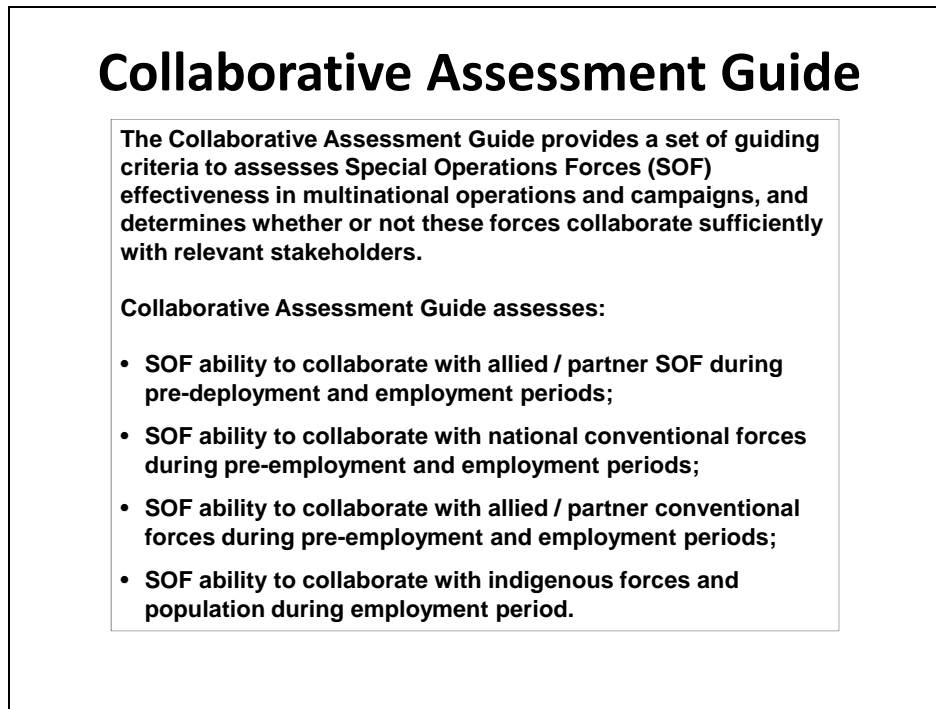 Collaborative Assessment Guide
The Collaborative Assessment Guide provides a set of guiding
criteria to assesses Special Operations Forces (SOF)
effectiveness in multinational operations and campaigns, and
determines whether or not these forces collaborate sufficiently
with relevant stakeholders.
Collaborative Assessment Guide assesses:
• SOF ability to collaborate with allied / partner SOF during
pre-deployment and employment periods;
• SOF ability to collaborate with national conventional forces
during pre-employment and employment periods;
• SOF ability to collaborate with allied / partner conventional
forces during pre-employment and employment periods;
• SOF ability to collaborate with indigenous forces and
population during employment period.